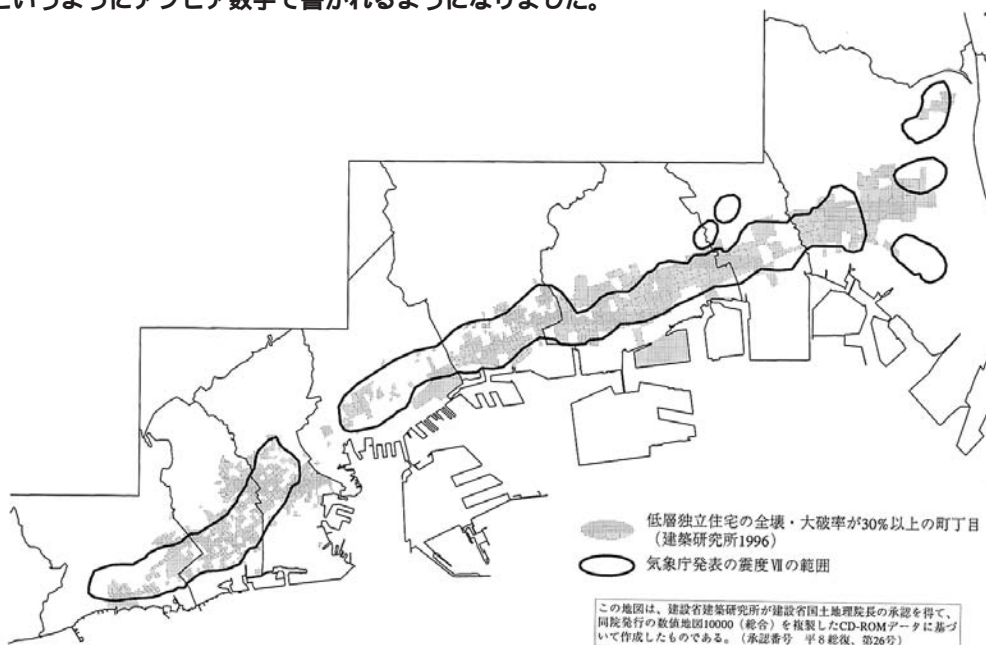 というようにアラビア数字で書かれるようになりました。
低層独立住宅の全壊・大破率が30%以上の町丁目
(建築研究所1996)
気象庁発表の震度Ⅶの範囲
この地図は、建設省建築研究所が建設省国土地理院長の承認を得て、
同院発行の数値地図10000(総合)を複製したCD-ROMデータに基づ
いて作成したものである。(承認番号 平8総復、第26号)